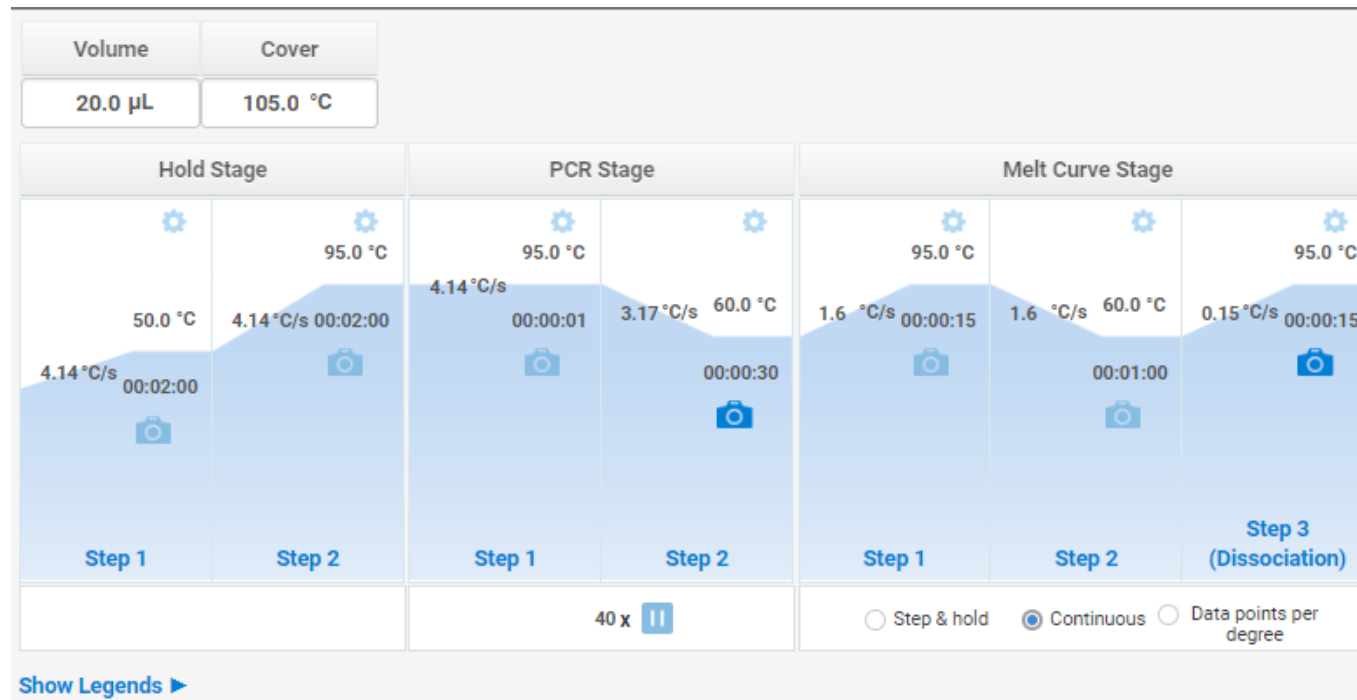 Volume Cover
20.0 µL 105.0 °C
Hold Stage PCR Stage Melt Curve Stage
95.0 °C 95.0 °C 95.0 °C 95.0 °C
4.14 °C/s
50.0 °C 4.14 °C/s 00:02:00 00:00:01 3.17 °C/s 60.0 °C 1.6 °C/s 00:00:15 1.6 °C/s 60.0 °C 0.15 °C/s 00:00:15
4.14 °C/s 00:02:00 00:00:30 00:01:00
Step 1 Step 2 Step 1 Step 2 Step 1 Step 2 Step 3
(Dissociation)
40 x Step & hold Continuous Data points per
degree
Show Legends